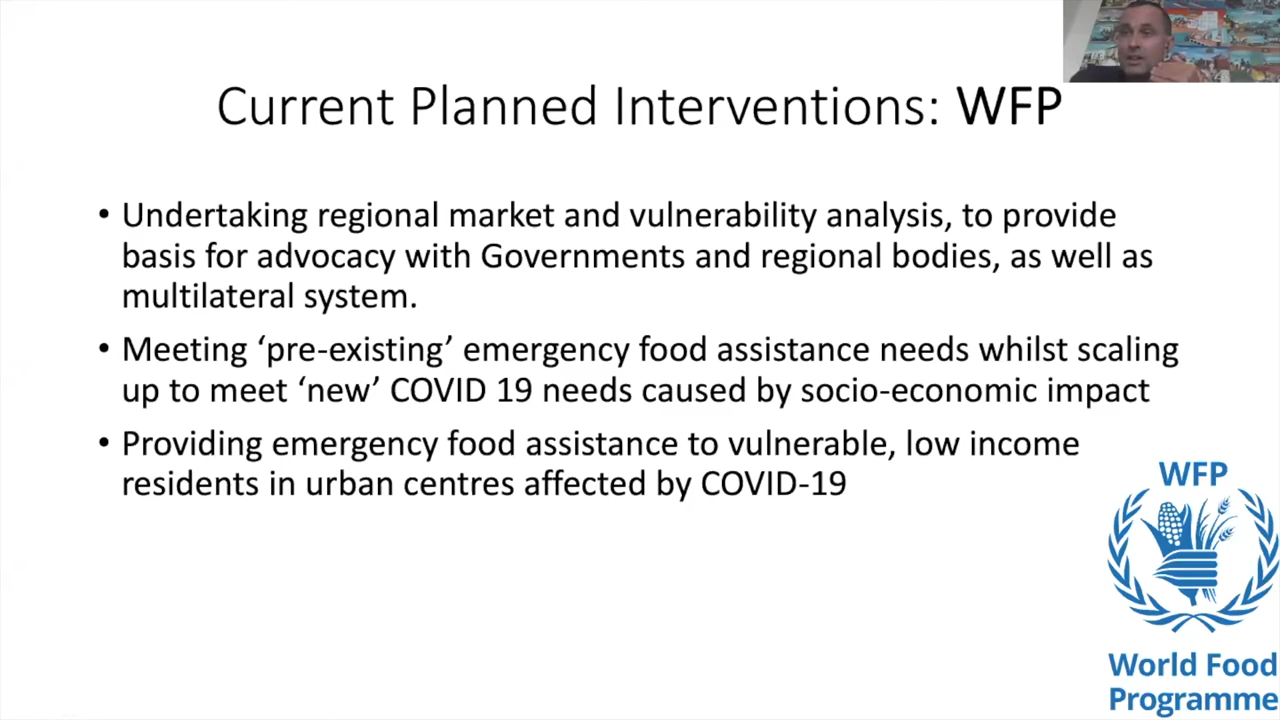 Current Planned Interventions: WFP
• Undertaking regional market and vulnerability analysis, to provide
basis for advocacy with Governments and regional bodies, as well as
multilateral system.
• Meeting ‘pre-existing’ emergency food assistance needs whilst scaling
up to meet ‘new’ COVID 19 needs caused by socio-economic impact
• Providing emergency food assistance to vulnerable, low income
residents in urban centres affected by COVID-19
WFP
World Food
Programme